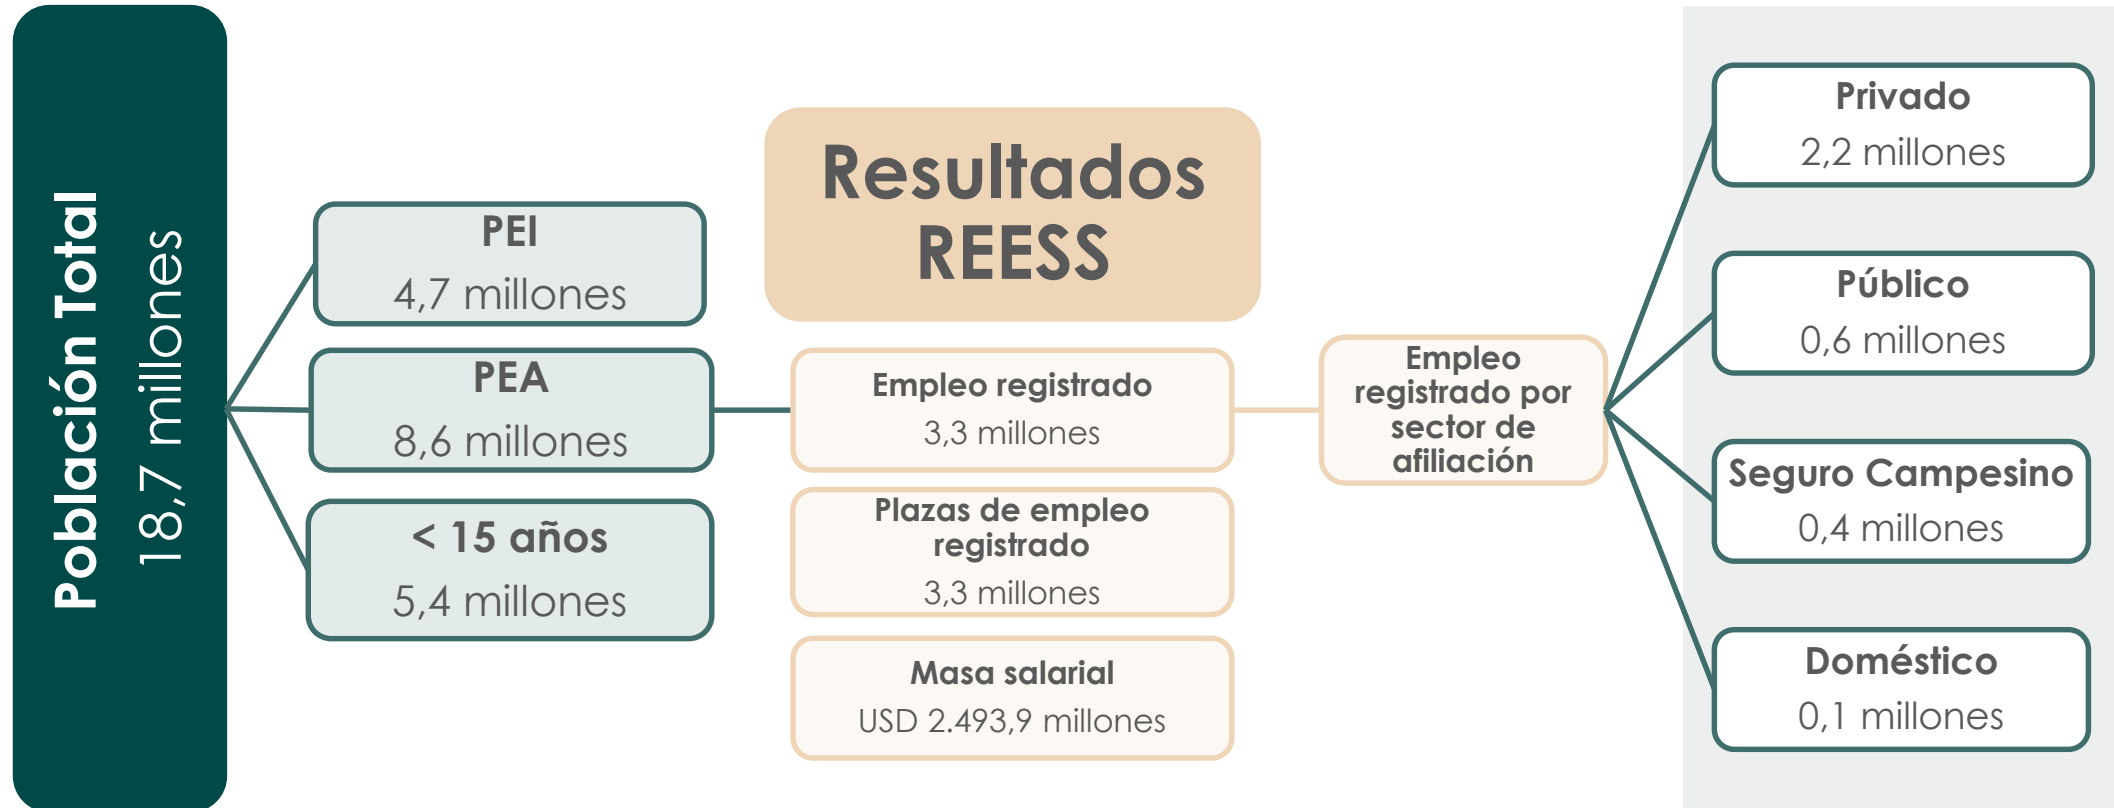 Población Total
18,7 millones
PEI
4,7 millones
PEA
8,6 millones
< 15 años
5,4 millones
Resultados
REESS
Empleo registrado
3,3 millones
Plazas de empleo
registrado
3,3 millones
Masa salarial
USD 2.493,9 millones
Empleo
registrado por
sector de
afiliación
Privado
2,2 millones
Público
0,6 millones
Seguro Campesino
0,4 millones
Doméstico
0,1 millones